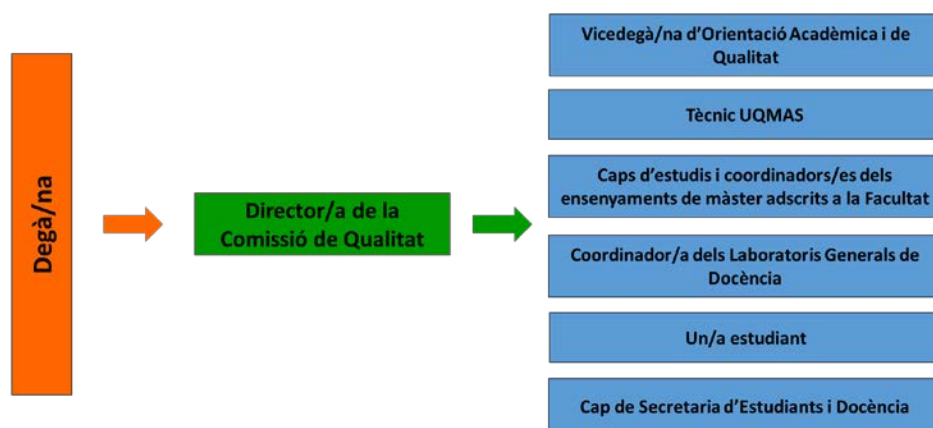 Degà/na
Director/a de la
Comissió de Qualitat
Vicedegà/na d'Orientació Acadèmica i de
Qualitat
Tècnic UQMAS
Caps d'estudis i coordinadors/es dels
ensenyaments de màster adscrits a la Facultat
Coordinador/a dels Laboratoris Generals de
Docència
Un/a estudiant
Cap de Secretaria d'Estudiants i Docència